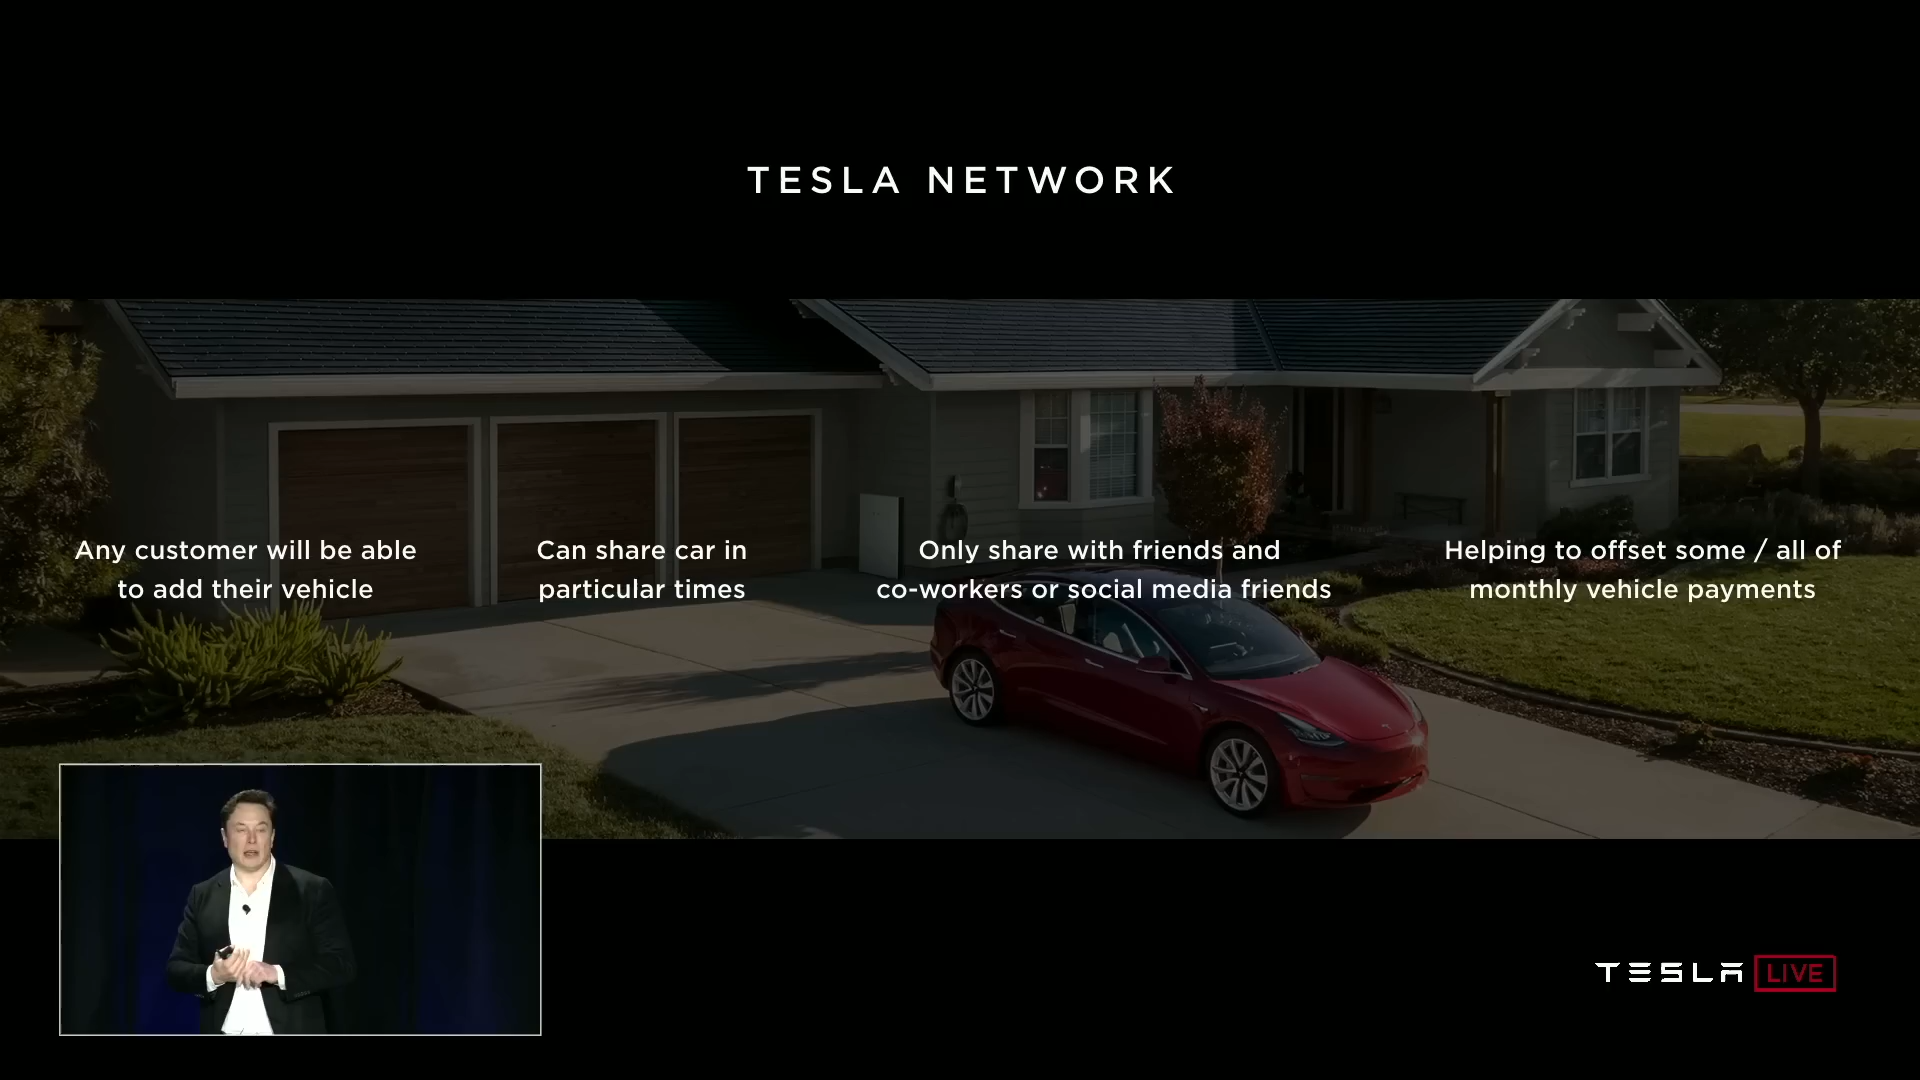 TESLA NETWORK
Any customer will be able
to add their vehicle
Can share car in
particular times
Only share with friends and
co-workers or social media friends
Helping to offset some / all of
monthly vehicle payments
TESLA LIVE